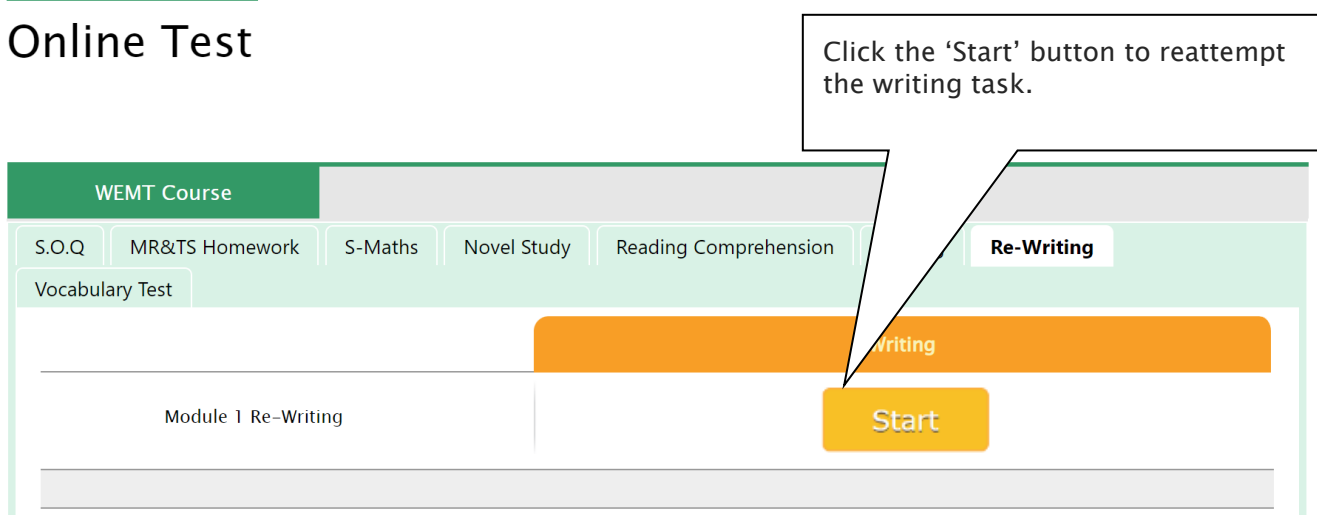 Online Test
Click the ‘Start’ button to reattempt
the writing task.
WEMT Course
S.O.Q
MR&TS Homework
S-Maths
Novel Study
Reading Comprehension
Re-Writing
Vocabulary Test
Writing
Module 1 Re-Writing
Start